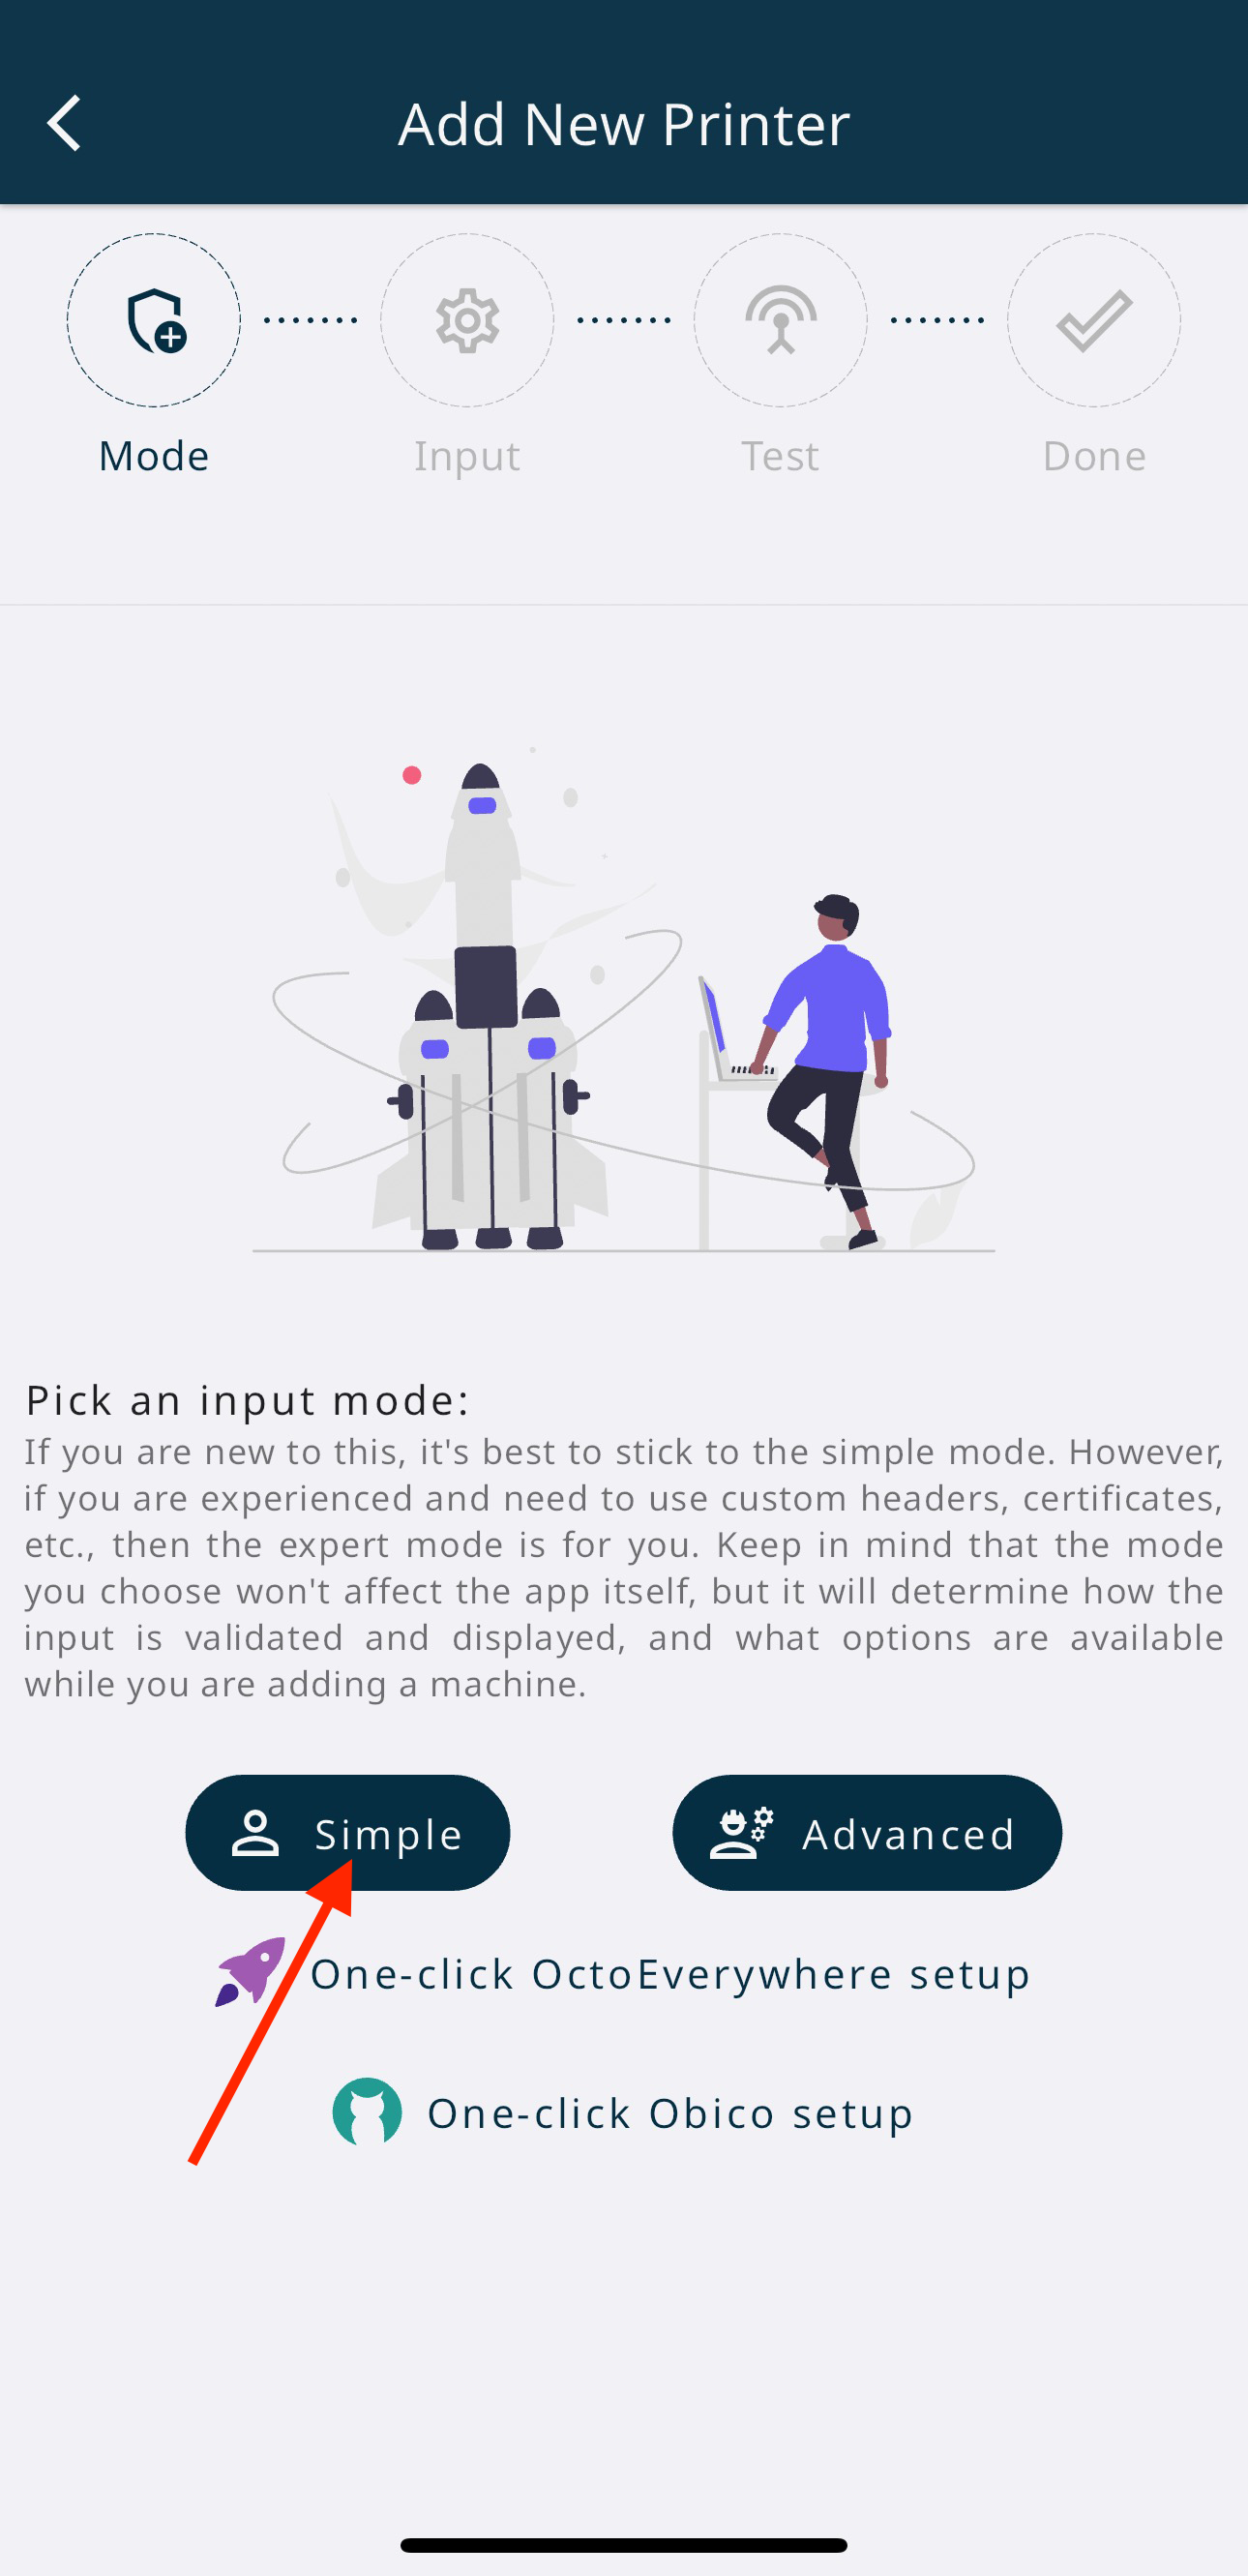 Add New Printer
Mode
Input
Test
Done
Pick an input mode:
If you are new to this, it's best to stick to the simple mode. However,
if you are experienced and need to use custom headers, certificates,
etc., then the expert mode is for you. Keep in mind that the mode
you choose won't affect the app itself, but it will determine how the
input is validated and displayed, and what options are available
while you are adding a machine.
Simple
Advanced
One-click OctoEverywhere setup
One-click Obico setup